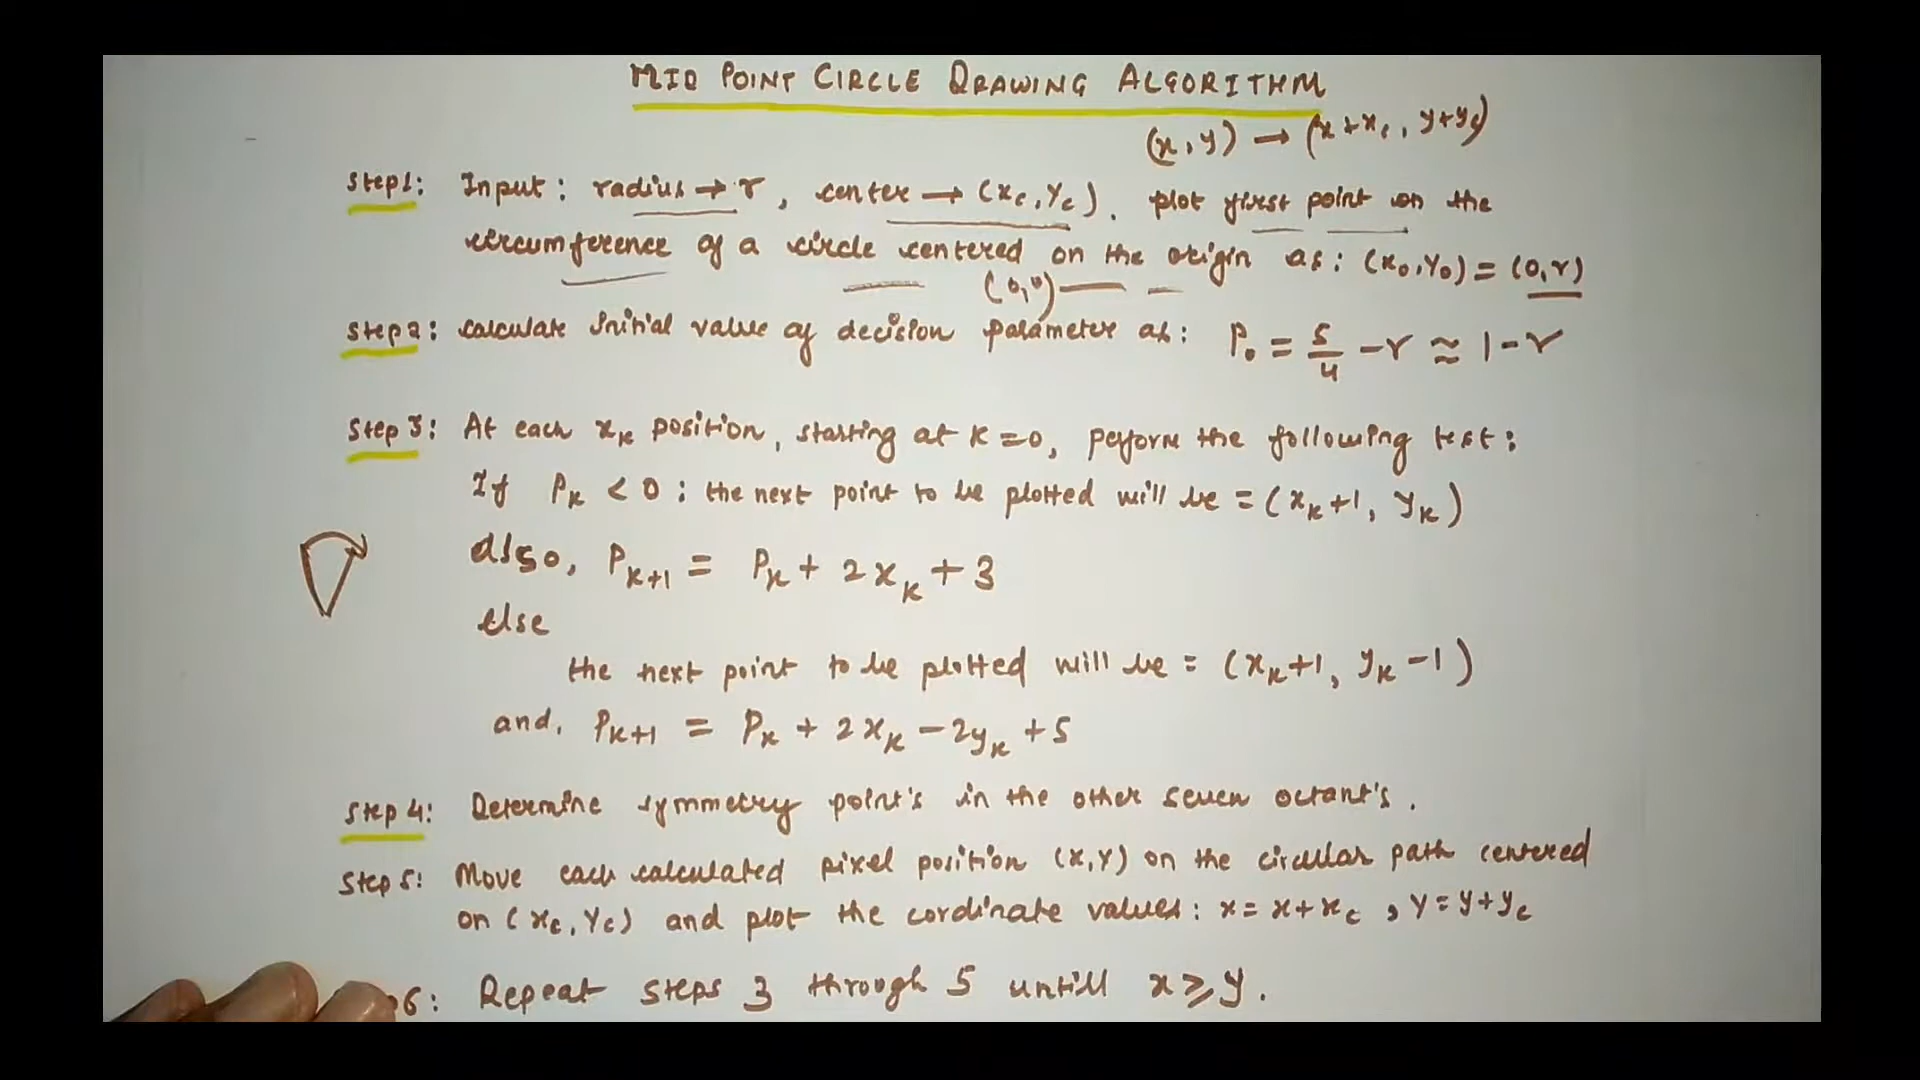 MID POINT CIRCLE DRAWING ALGORITHM
(x, y) → (x+xc, y+yc)
Step1: Input: radius → r, center → (xc, Yc). plot first point on the
circumference of a circle centered on the origin as: (x0, Y0) = (0, r)
(0,0)
Step2: calculate initial value of decision parameter as: P0 = 5/4 - r ≈ 1 - r
Step 3: At each xk position, starting at K = 0, perform the following test:
If Pk < 0 : the next point to be plotted will be = (xk+1, yk)
also, Pk+1 = Pk + 2xk + 3
else
the next point to be plotted will be = (xk+1, yk-1)
and, Pk+1 = Pk + 2xk - 2yk + 5
Step 4: Determine symmetry point's in the other seven octant's.
Step 5: Move each calculated pixel position (x, y) on the circular path centered
on (xc, Yc) and plot the cordinate values: x = x+xc, y = y+yc
6: Repeat steps 3 through 5 untill x ≥ y.